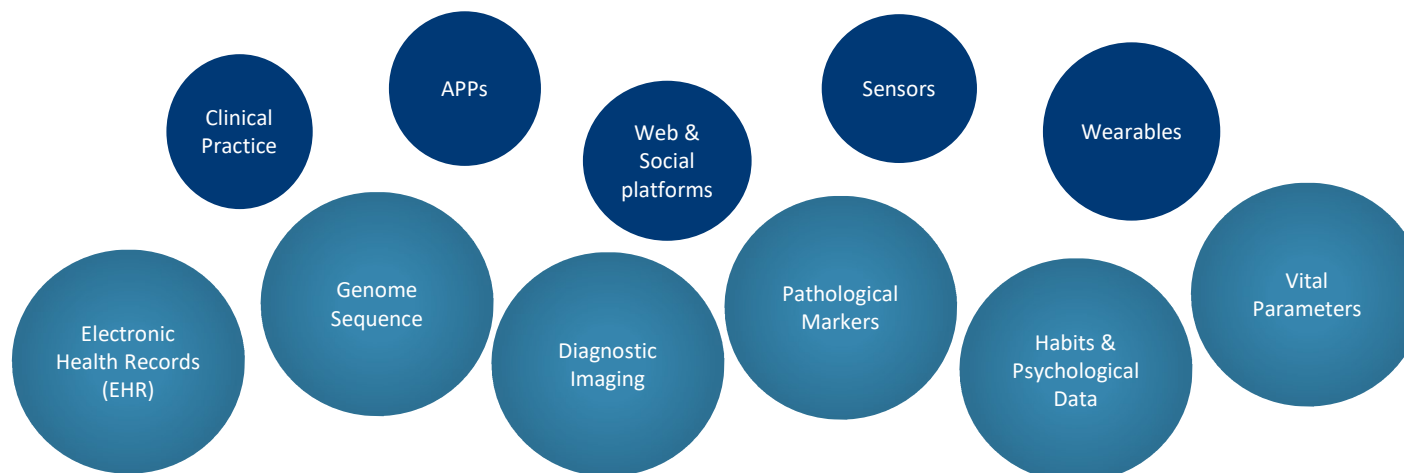 Clinical
Practice
APPs
Web &
Social
platforms
Sensors
Wearables
Electronic
Health Records
(EHR)
Genome
Sequence
Diagnostic
Imaging
Pathological
Markers
Habits &
Psychological
Data
Vital
Parameters